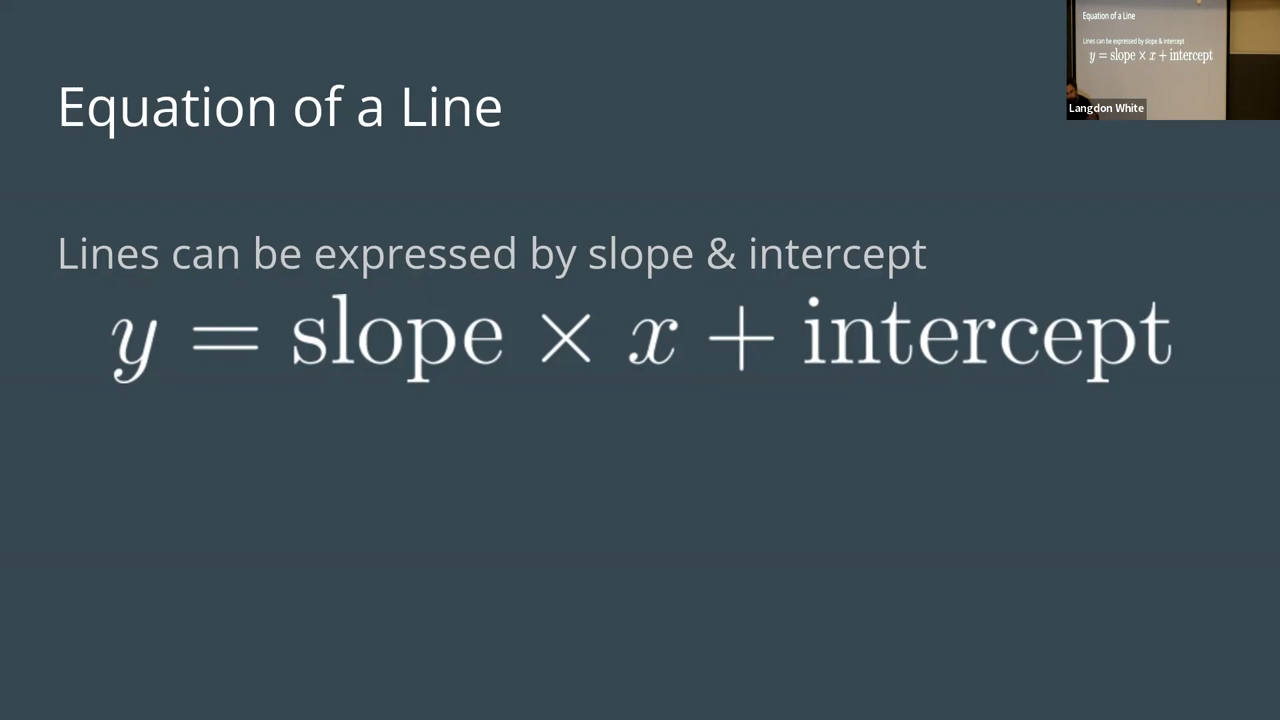 Equation of a Line
Lines can be expressed by slope & intercept
y = slope × x + intercept
Equation of a Line
Lines can be expressed by slope & intercept
y = slope × x + intercept
Langdon White